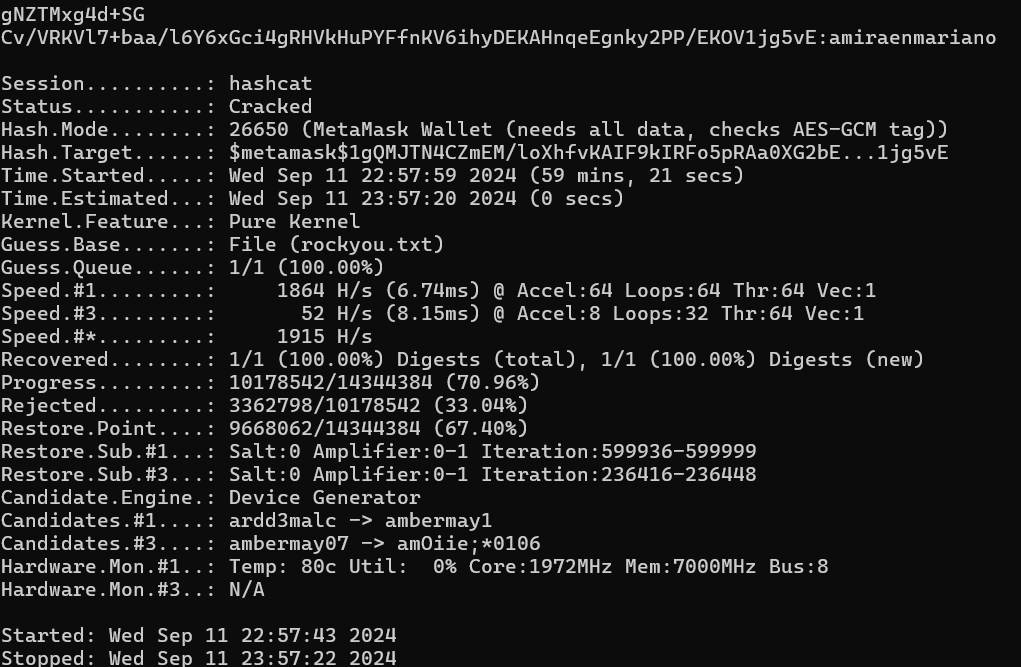 gNZTMxg4d+SG
Cv/VRKVl7+baa/l6Y6xGci4gRHVkHuPYFfnKV6ihyDEKAHnqeEgnky2PP/EKOV1jg5vE:amiraenmariano
Session..........: hashcat
Status...........: Cracked
Hash.Mode........: 26650 (MetaMask Wallet (needs all data, checks AES-GCM tag))
Hash.Target......: $metamask$1gQMJTN4CZmEM/loXhfvKAIF9kIRFo5pRAa0XG2bE...1jg5vE
Time.Started.....: Wed Sep 11 22:57:59 2024 (59 mins, 21 secs)
Time.Estimated...: Wed Sep 11 23:57:20 2024 (0 secs)
Kernel.Feature...: Pure Kernel
Guess.Base.......: File (rockyou.txt)
Guess.Queue......: 1/1 (100.00%)
Speed.#1.........:     1864 H/s (6.74ms) @ Accel:64 Loops:64 Thr:64 Vec:1
Speed.#3.........:       52 H/s (8.15ms) @ Accel:8 Loops:32 Thr:64 Vec:1
Speed.#*.........:     1915 H/s
Recovered........: 1/1 (100.00%) Digests (total), 1/1 (100.00%) Digests (new)
Progress.........: 10178542/14344384 (70.96%)
Rejected.........: 3362798/10178542 (33.04%)
Restore.Point....: 9668062/14344384 (67.40%)
Restore.Sub.#1...: Salt:0 Amplifier:0-1 Iteration:599936-599999
Restore.Sub.#3...: Salt:0 Amplifier:0-1 Iteration:236416-236448
Candidate.Engine.: Device Generator
Candidates.#1....: ardd3malc -> ambermay1
Candidates.#3....: ambermay07 -> amOiie;*0106
Hardware.Mon.#1..: Temp: 80c Util:  0% Core:1972MHz Mem:7000MHz Bus:8
Hardware.Mon.#3..: N/A
Started: Wed Sep 11 22:57:43 2024
Stopped: Wed Sep 11 23:57:22 2024